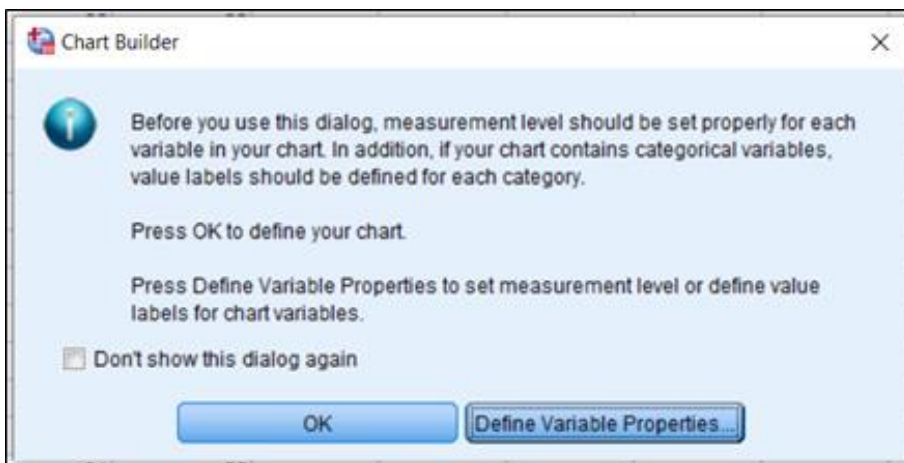 Chart Builder
Before you use this dialog, measurement level should be set properly for each
variable in your chart. In addition, if your chart contains categorical variables,
value labels should be defined for each category.
Press OK to define your chart.
Press Define Variable Properties to set measurement level or define value
labels for chart variables.
Don't show this dialog again
OK
Define Variable Properties...